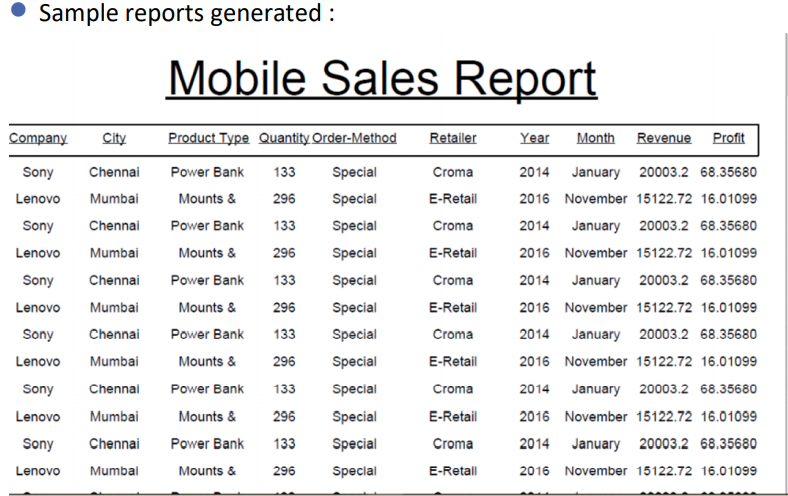 Sample reports generated :
Mobile Sales Report
Company City Product Type Quantity Order-Method Retailer Year Month Revenue Profit
Sony Chennai Power Bank 133 Special Croma 2014 January 20003.2 68.35680
Lenovo Mumbai Mounts & 296 Special E-Retail 2016 November 15122.72 16.01099
Sony Chennai Power Bank 133 Special Croma 2014 January 20003.2 68.35680
Lenovo Mumbai Mounts & 296 Special E-Retail 2016 November 15122.72 16.01099
Sony Chennai Power Bank 133 Special Croma 2014 January 20003.2 68.35680
Lenovo Mumbai Mounts & 296 Special E-Retail 2016 November 15122.72 16.01099
Sony Chennai Power Bank 133 Special Croma 2014 January 20003.2 68.35680
Lenovo Mumbai Mounts & 296 Special E-Retail 2016 November 15122.72 16.01099
Sony Chennai Power Bank 133 Special Croma 2014 January 20003.2 68.35680
Lenovo Mumbai Mounts & 296 Special E-Retail 2016 November 15122.72 16.01099
Sony Chennai Power Bank 133 Special Croma 2014 January 20003.2 68.35680
Lenovo Mumbai Mounts & 296 Special E-Retail 2016 November 15122.72 16.01099